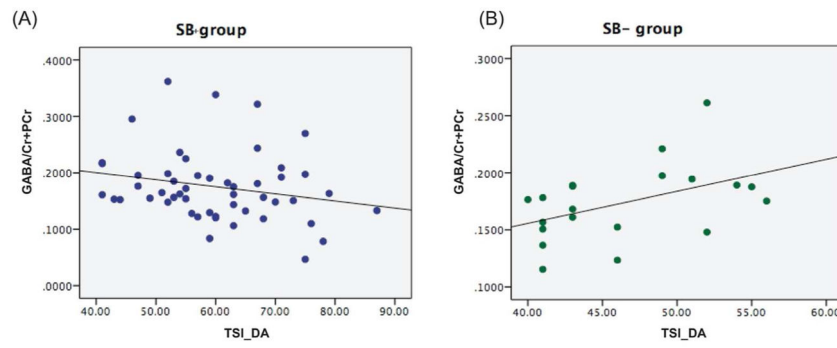 (A)
SB group
.4000
.3000
.2000
.1000
.0000
GABA/Cr+PCr
40.00 50.00 60.00 70.00 80.00 90.00
TSI_DA
(B)
SB- group
.3000
.2500
.2000
.1500
.1000
GABA/Cr+PCr
40.00 45.00 50.00 55.00 60.00
TSI_DA